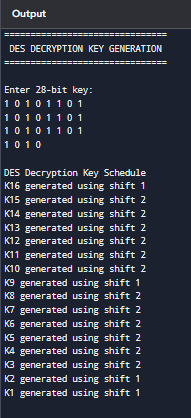 Output
================================
DES DECRYPTION KEY GENERATION
================================
Enter 28-bit key:
1 0 1 0 1 1 0 1
1 0 1 0 1 1 0 1
1 0 1 0 1 1 0 1
1 0 1 0
DES Decryption Key Schedule
K16 generated using shift 1
K15 generated using shift 2
K14 generated using shift 2
K13 generated using shift 2
K12 generated using shift 2
K11 generated using shift 2
K10 generated using shift 2
K9 generated using shift 1
K8 generated using shift 2
K7 generated using shift 2
K6 generated using shift 2
K5 generated using shift 2
K4 generated using shift 2
K3 generated using shift 2
K2 generated using shift 1
K1 generated using shift 1